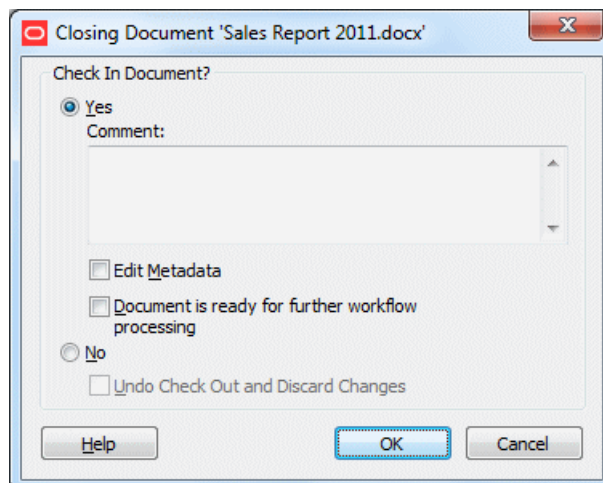 Closing Document 'Sales Report 2011.docx'
Check In Document?
Yes
Comment:
Edit Metadata
Document is ready for further workflow
processing
No
Undo Check Out and Discard Changes
Help OK Cancel